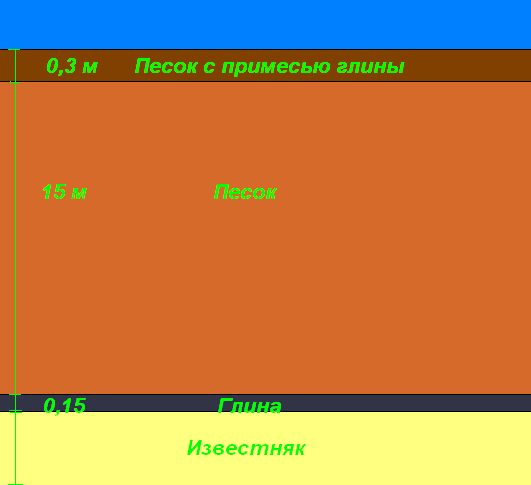 0,3 м Песок с примесью глины
15 м Песок
0,15 Глина
Известняк